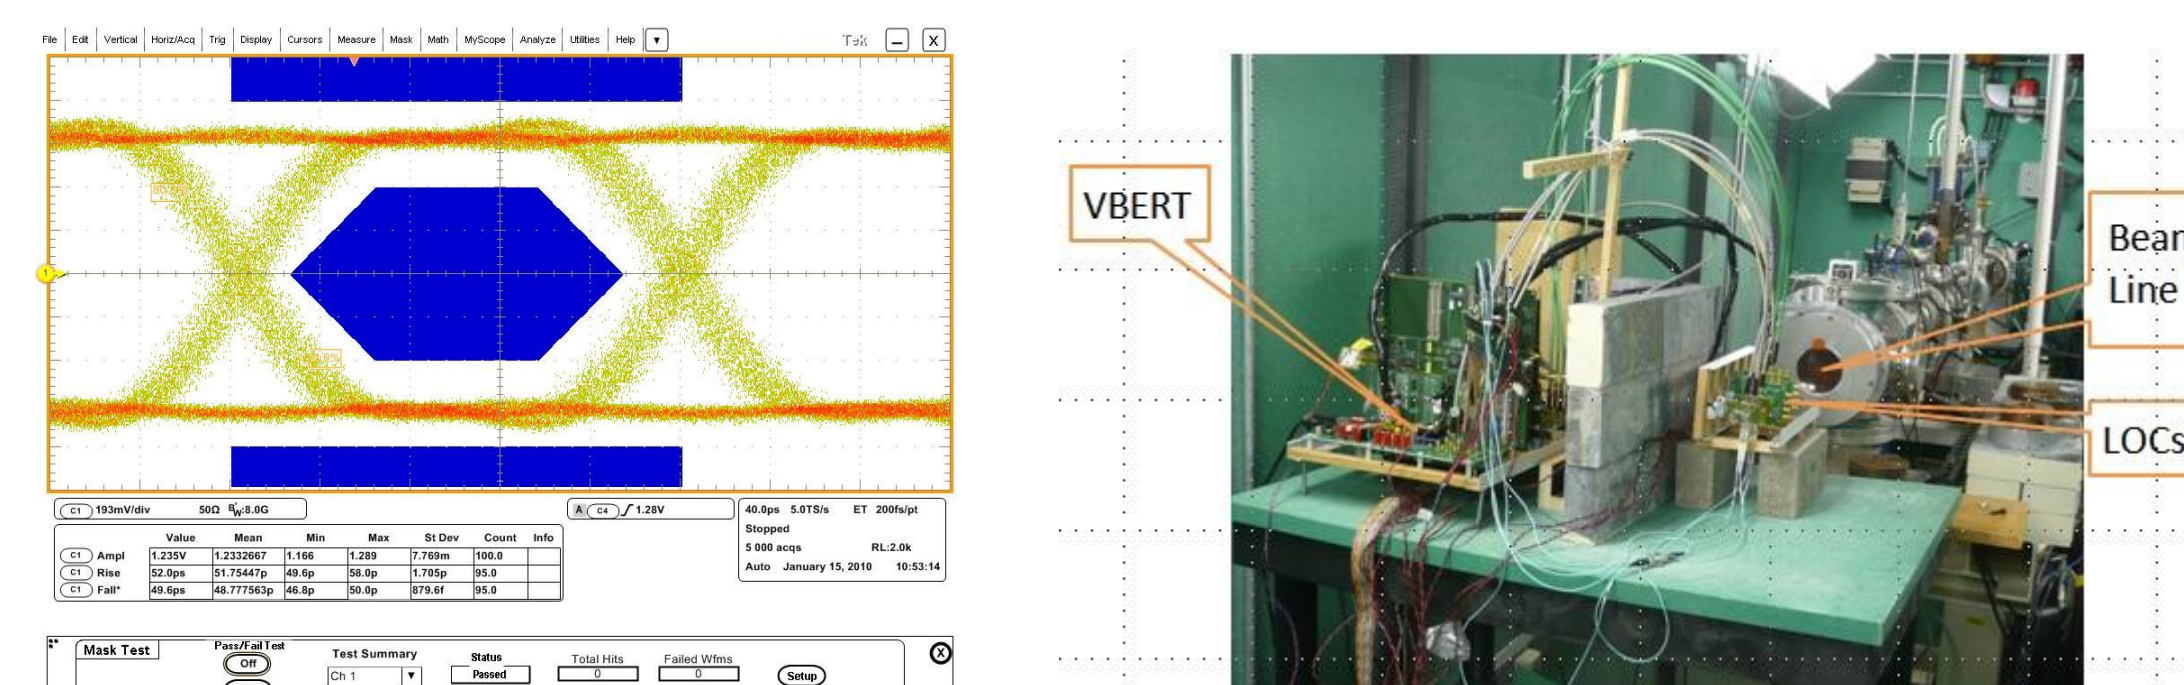 File Edit Vertical Horiz/Acq Trig Display Cursors Measure Mask Math MyScope Analyze Utilities Help Tek X
1
C1 193mV/div 50Ω BW:8.0G
A C4 1.28V
40.0ps 5.0TS/s ET 200fs/pt
Stopped
5 000 acqs RL:2.0k
Auto January 15, 2010 10:53:14
Value Mean Min Max St Dev Count Info
C1 Ampl 1.235V 1.2332667 1.166 1.289 7.769m 100.0
C1 Rise 52.0ps 51.75447p 49.6p 58.0p 1.705p 95.0
C1 Fall* 49.6ps 48.777563p 46.8p 50.0p 879.6f 95.0
Mask Test
Pass/Fail Test
Off
Test Summary
Ch 1
Status
Passed
Total Hits
0
Failed Wfms
0
Setup
X
VBERT
Beam
Line
LOCs